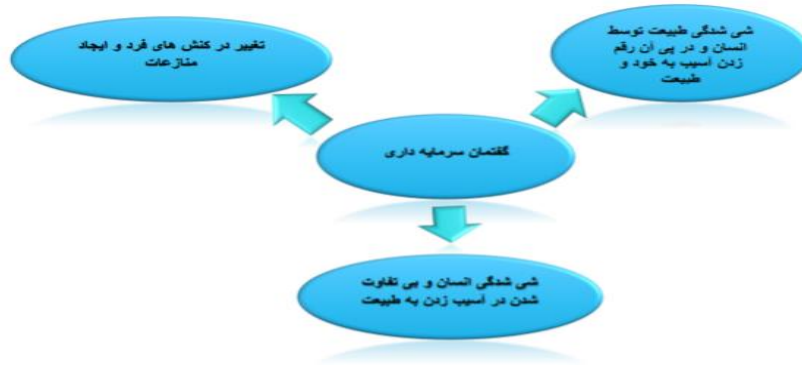 شی شدگی طبیعت توسط
انسان و در پی آن رقم
زدن آسیب به خود و
طبیعت
تغییر در کنش های فرد و ایجاد
منازعات
گفتمان سرمایه داری
شی شدگی انسان و بی تفاوت
شدن در آسیب زدن به طبیعت